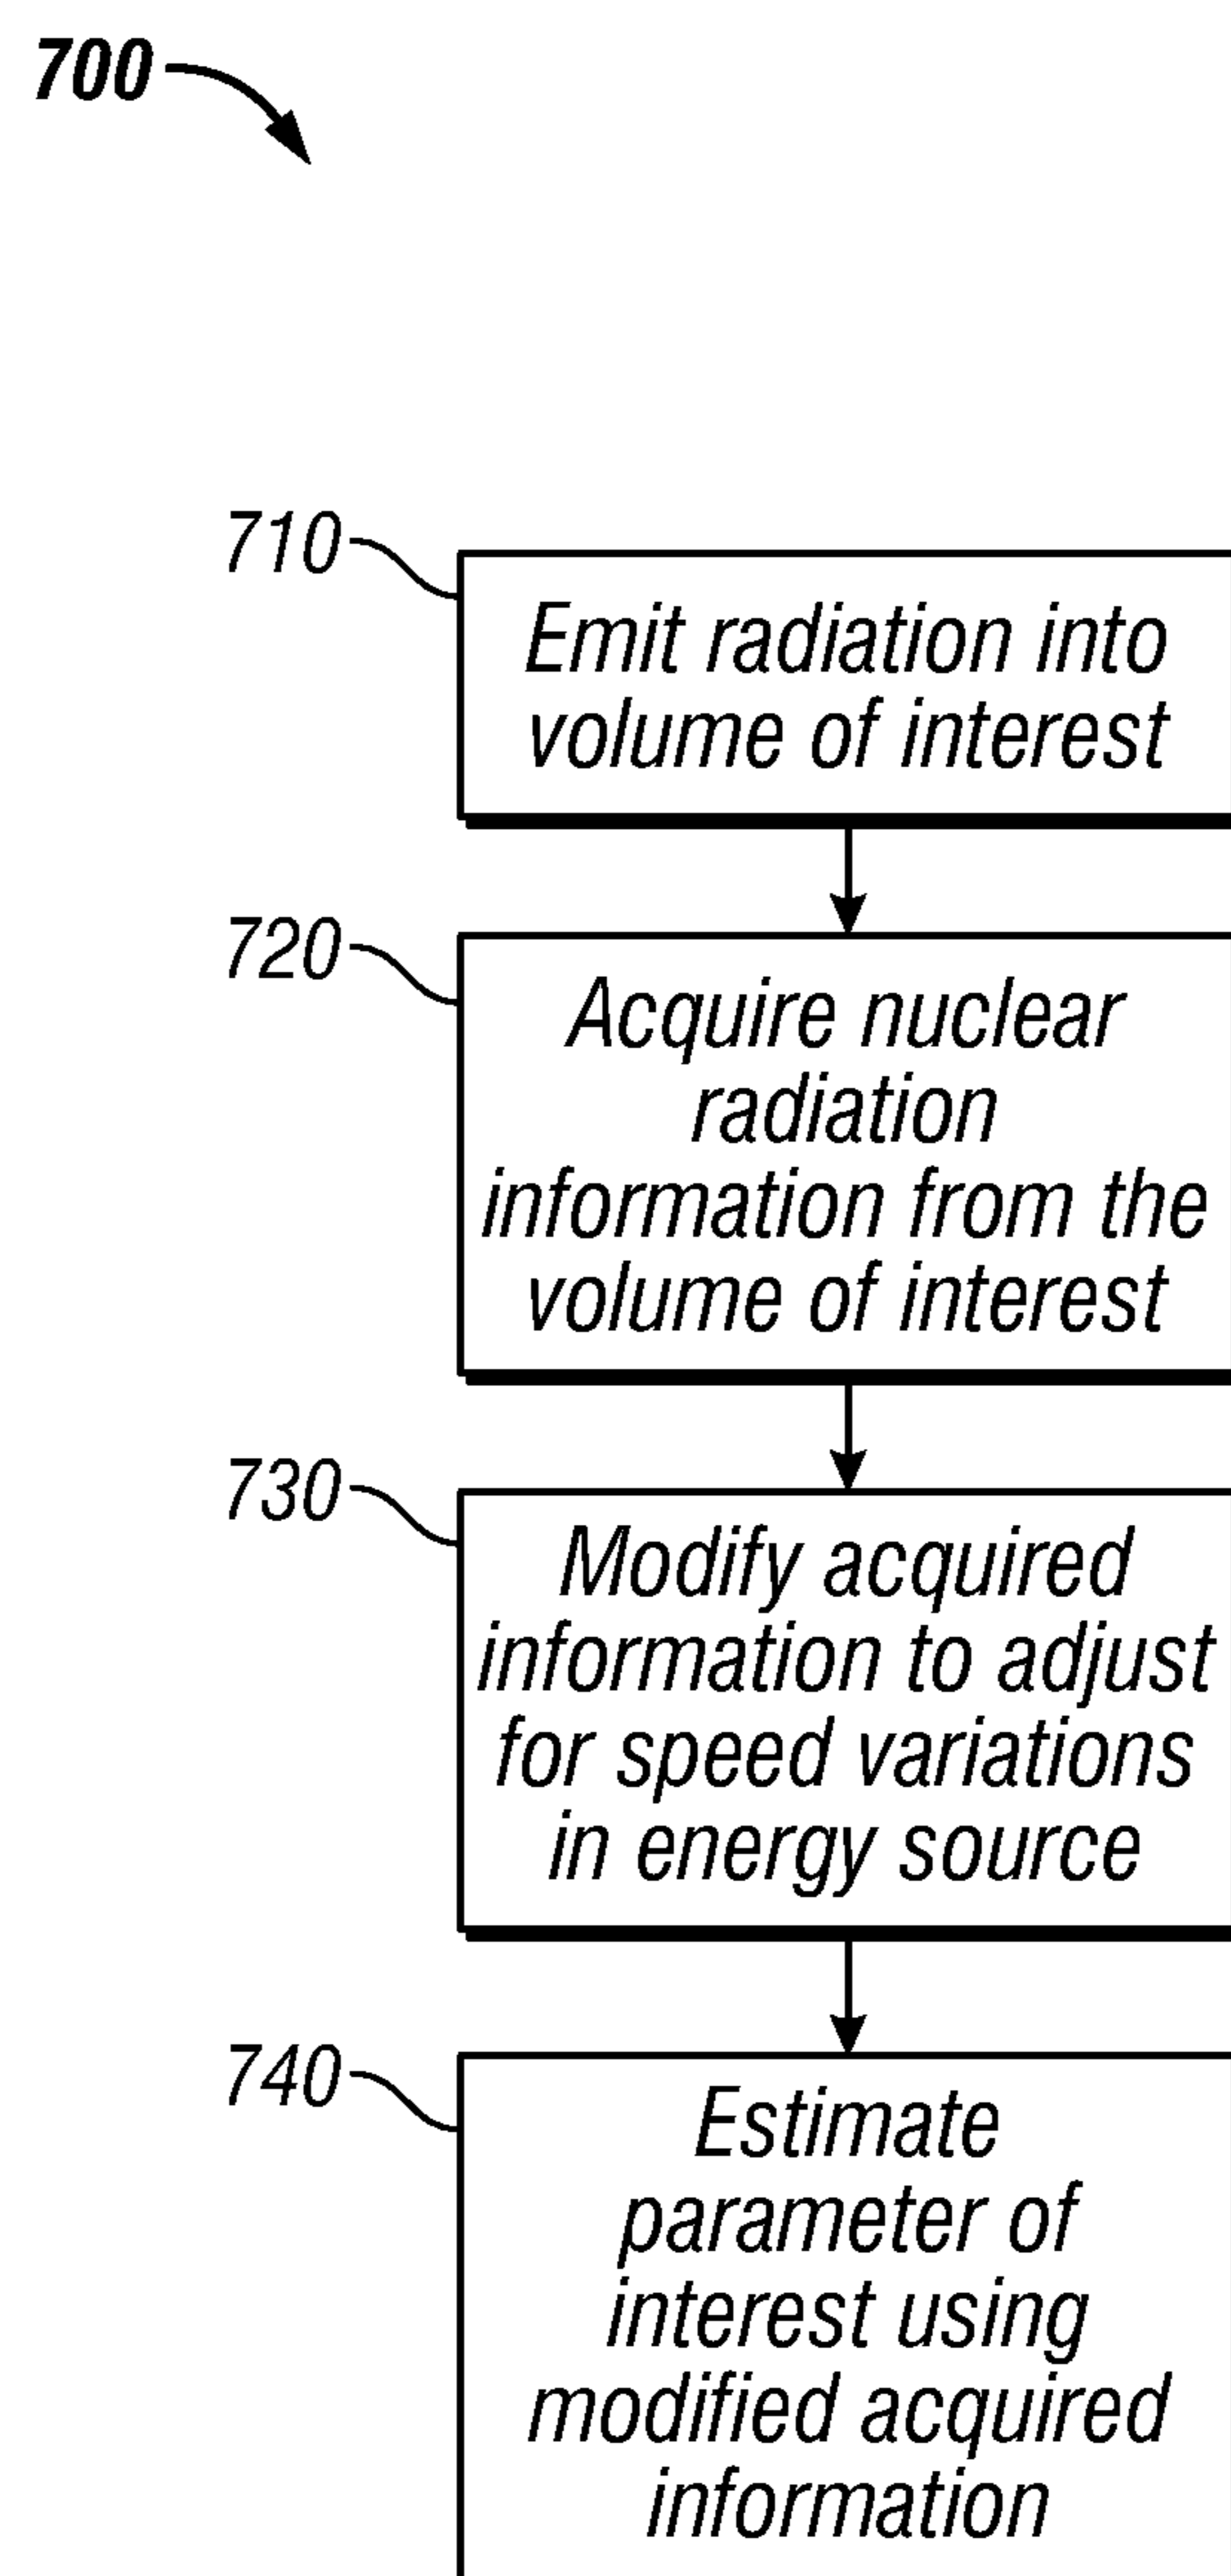 700
710
Emit radiation into
volume of interest
720
Acquire nuclear
radiation
information from the
volume of interest
730
Modify acquired
information to adjust
for speed variations
in energy source
740
Estimate
parameter of
interest using
modified acquired
information